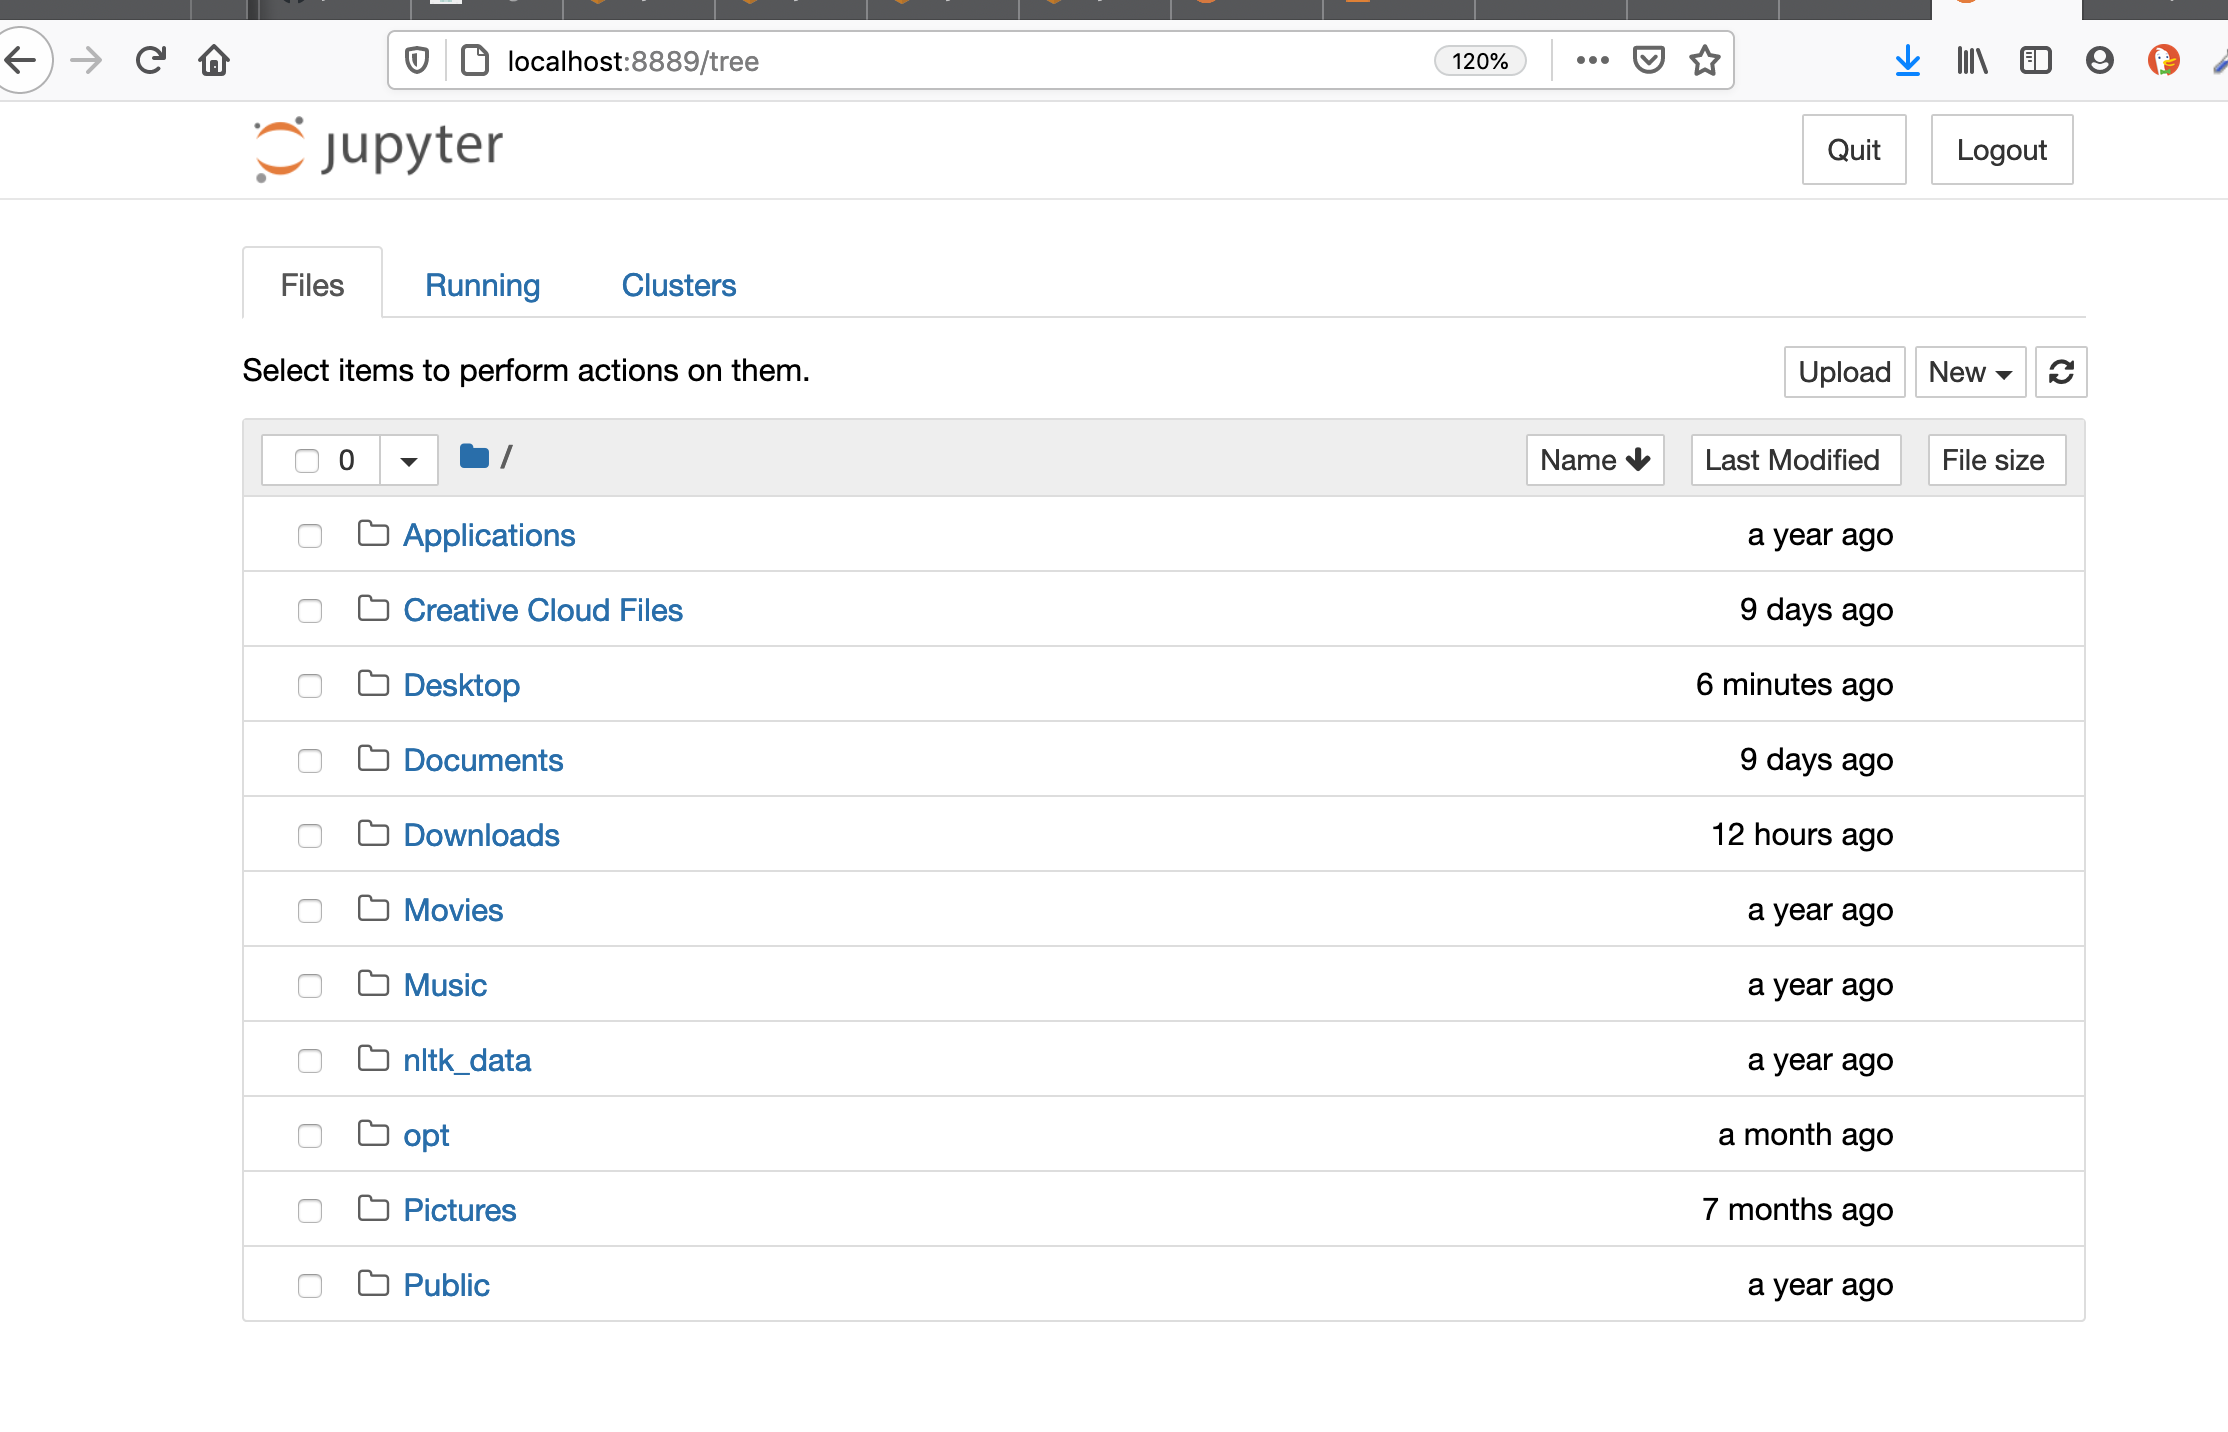 localhost:8889/tree 120%
jupyter Quit Logout
Files Running Clusters
Select items to perform actions on them. Upload New
0 / Name Last Modified File size
Applications a year ago
Creative Cloud Files 9 days ago
Desktop 6 minutes ago
Documents 9 days ago
Downloads 12 hours ago
Movies a year ago
Music a year ago
nltk_data a year ago
opt a month ago
Pictures 7 months ago
Public a year ago